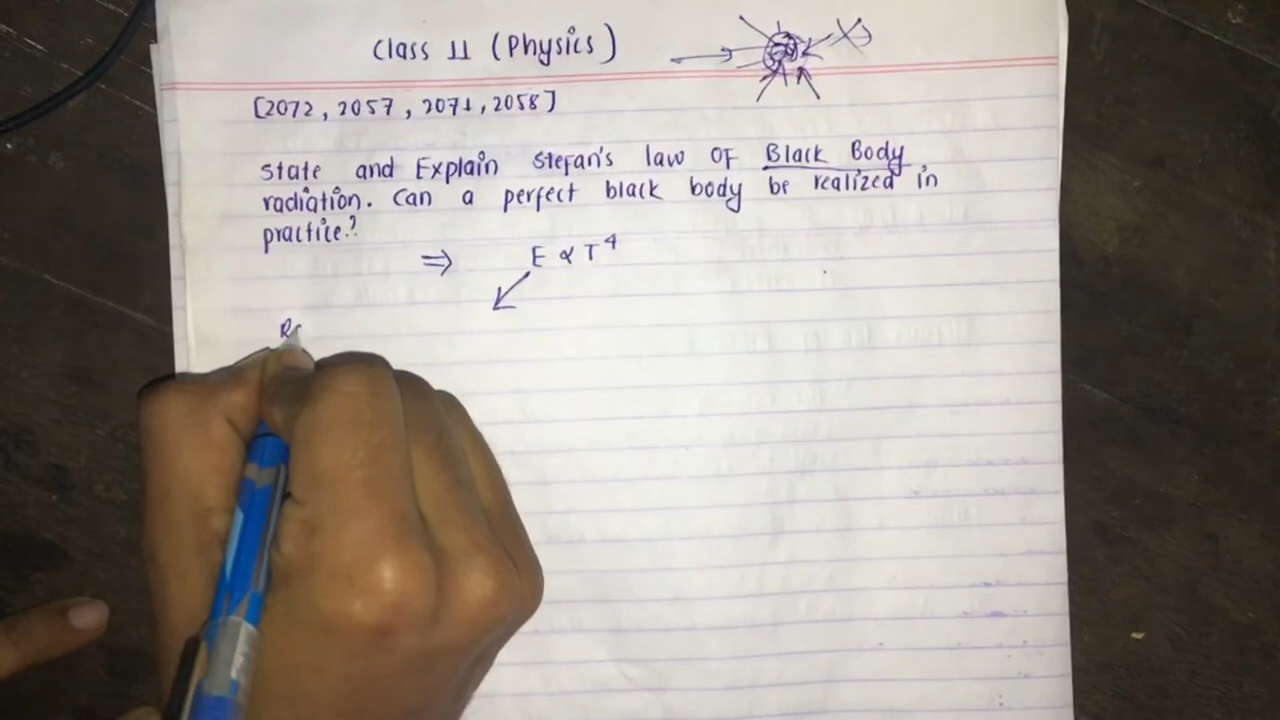 class 11 (Physics)
[2072, 2057, 2071, 2058]
state and Explain Stefan's law OF Black Body
radiation. Can a perfect black body be realized in
practice.?
⇒ E ∝ T⁴